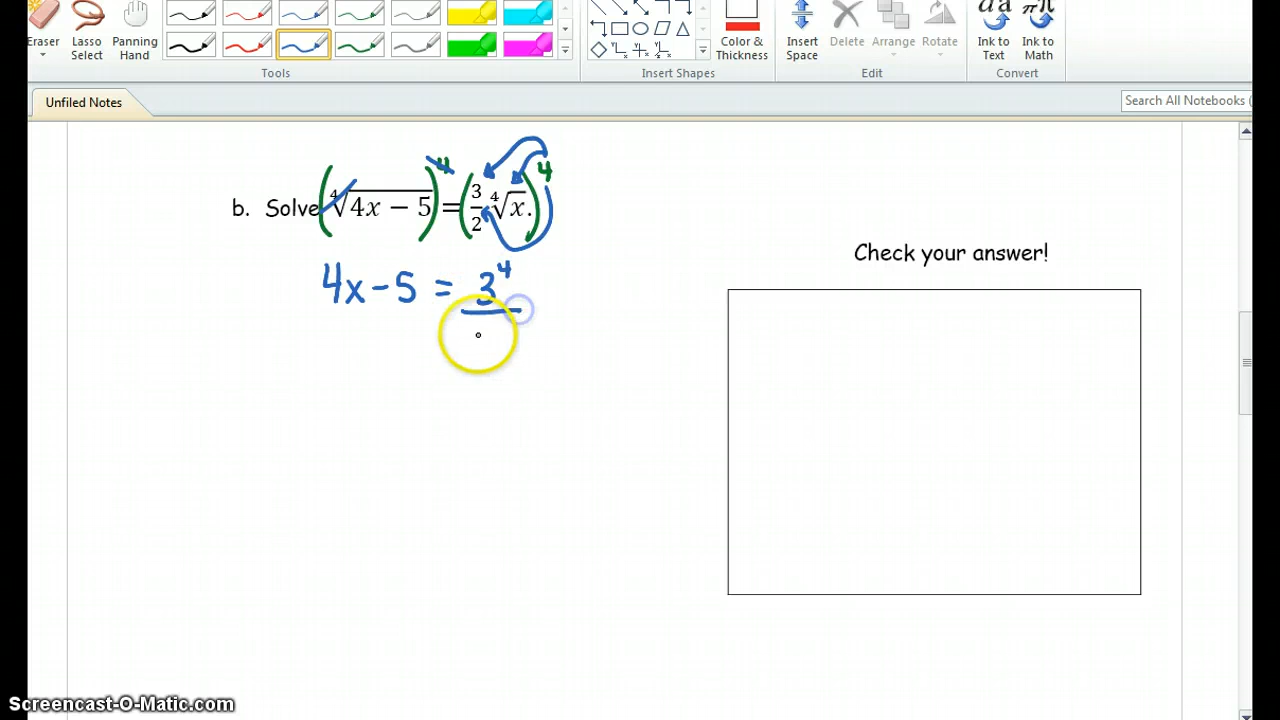 Eraser Lasso Select Panning Hand Color & Thickness Insert Space Delete Arrange Rotate Ink to Text Ink to Math
Tools Insert Shapes Edit Convert
Unfiled Notes Search All Notebooks (
b. Solve (∜(4x − 5))⁴ = (3/2 ∜x.)⁴
4x − 5 = 3⁴
Check your answer!
Screencast-O-Matic.com